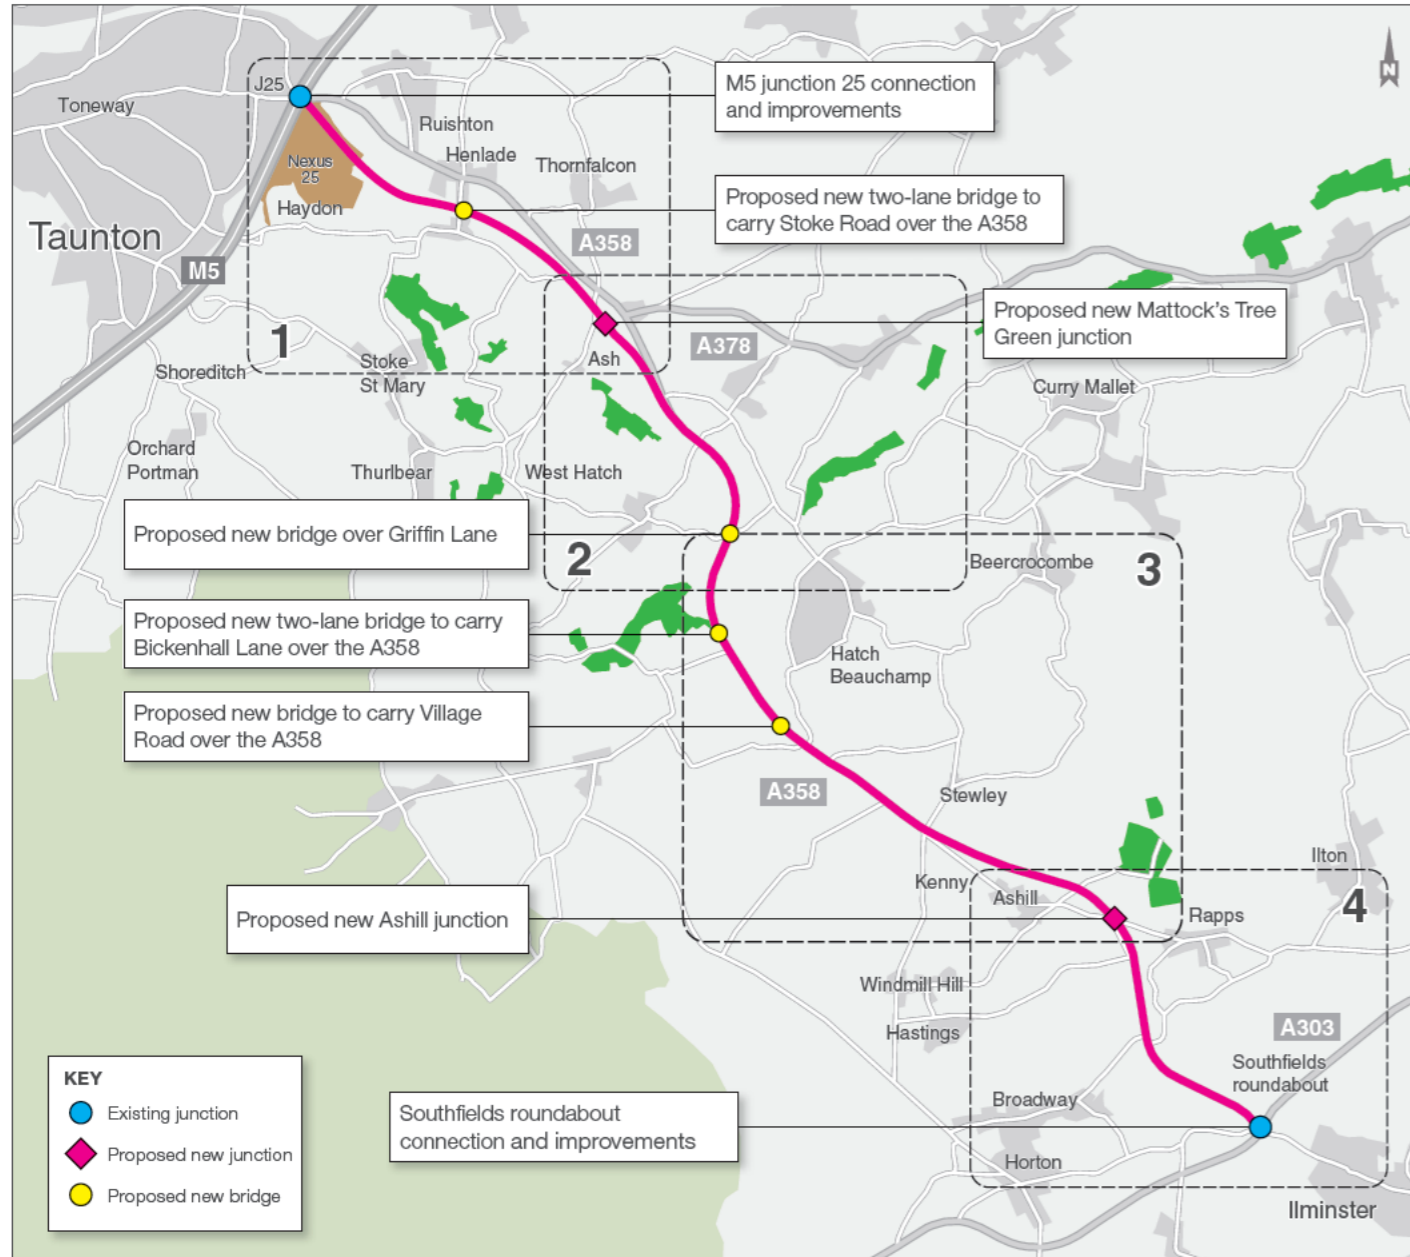 J25
Toneway
Ruishton
Henlade
Thornfalcon
Nexus
25
Haydon
Taunton
M5
A358
1
M5 junction 25 connection
and improvements
N
Proposed new two-lane bridge to
carry Stoke Road over the A358
Proposed new Mattock's Tree
Green junction
A378
Ash
Shoreditch
Stoke
St Mary
Curry Mallet
Orchard
Portman
Thurlbear
West Hatch
Proposed new bridge over Griffin Lane
2
Beercrocombe
3
Proposed new two-lane bridge to carry
Bickenhall Lane over the A358
Hatch
Beauchamp
Proposed new bridge to carry Village
Road over the A358
A358
Stewley
Ilton
Kenny
Ashill
4
Proposed new Ashill junction
Rapps
Windmill Hill
Hastings
A303
Southfields
roundabout
KEY
Existing junction
Proposed new junction
Proposed new bridge
Southfields roundabout
connection and improvements
Broadway
Horton
Ilminster